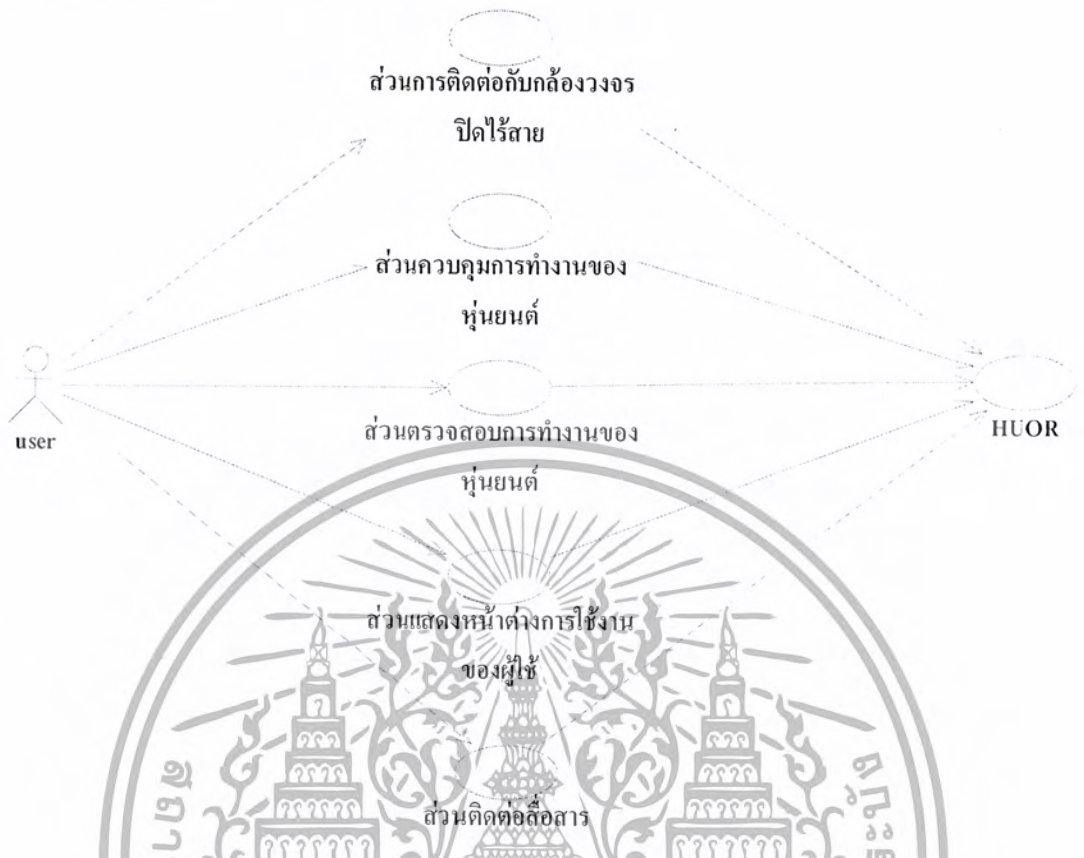 ส่วนการติดต่อกับกล้องวงจร
ปิดไร้สาย
ส่วนควบคุมการทำงานของ
หุ่นยนต์
user
HUOR
ส่วนตรวจสอบการทำงานของ
หุ่นยนต์
ส่วนแสดงหน้าต่างการใช้งาน
ของผู้ใช้
ส่วนติดต่อสื่อสาร